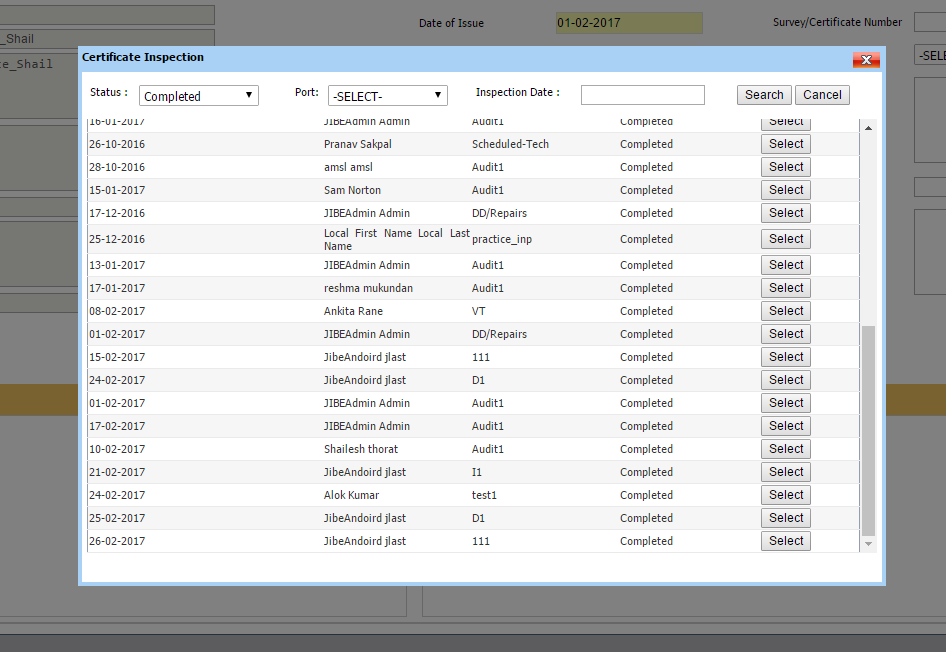 Date of Issue 01-02-2017 Survey/Certificate Number
_Shail
te_Shail
-SELE
Certificate Inspection
Status : Completed Port: -SELECT- Inspection Date : Search Cancel
16-01-2017 JIBEAdmin Admin Audit1 Completed Select
26-10-2016 Pranav Sakpal Scheduled-Tech Completed Select
28-10-2016 amsl amsl Audit1 Completed Select
15-01-2017 Sam Norton Audit1 Completed Select
17-12-2016 JIBEAdmin Admin DD/Repairs Completed Select
25-12-2016 Local First Name Local Last Name practice_inp Completed Select
13-01-2017 JIBEAdmin Admin Audit1 Completed Select
17-01-2017 reshma mukundan Audit1 Completed Select
08-02-2017 Ankita Rane VT Completed Select
01-02-2017 JIBEAdmin Admin DD/Repairs Completed Select
15-02-2017 JibeAndoird jlast 111 Completed Select
24-02-2017 JibeAndoird jlast D1 Completed Select
01-02-2017 JIBEAdmin Admin Audit1 Completed Select
17-02-2017 JIBEAdmin Admin Audit1 Completed Select
10-02-2017 Shailesh thorat Audit1 Completed Select
21-02-2017 JibeAndoird jlast I1 Completed Select
24-02-2017 Alok Kumar test1 Completed Select
25-02-2017 JibeAndoird jlast D1 Completed Select
26-02-2017 JibeAndoird jlast 111 Completed Select